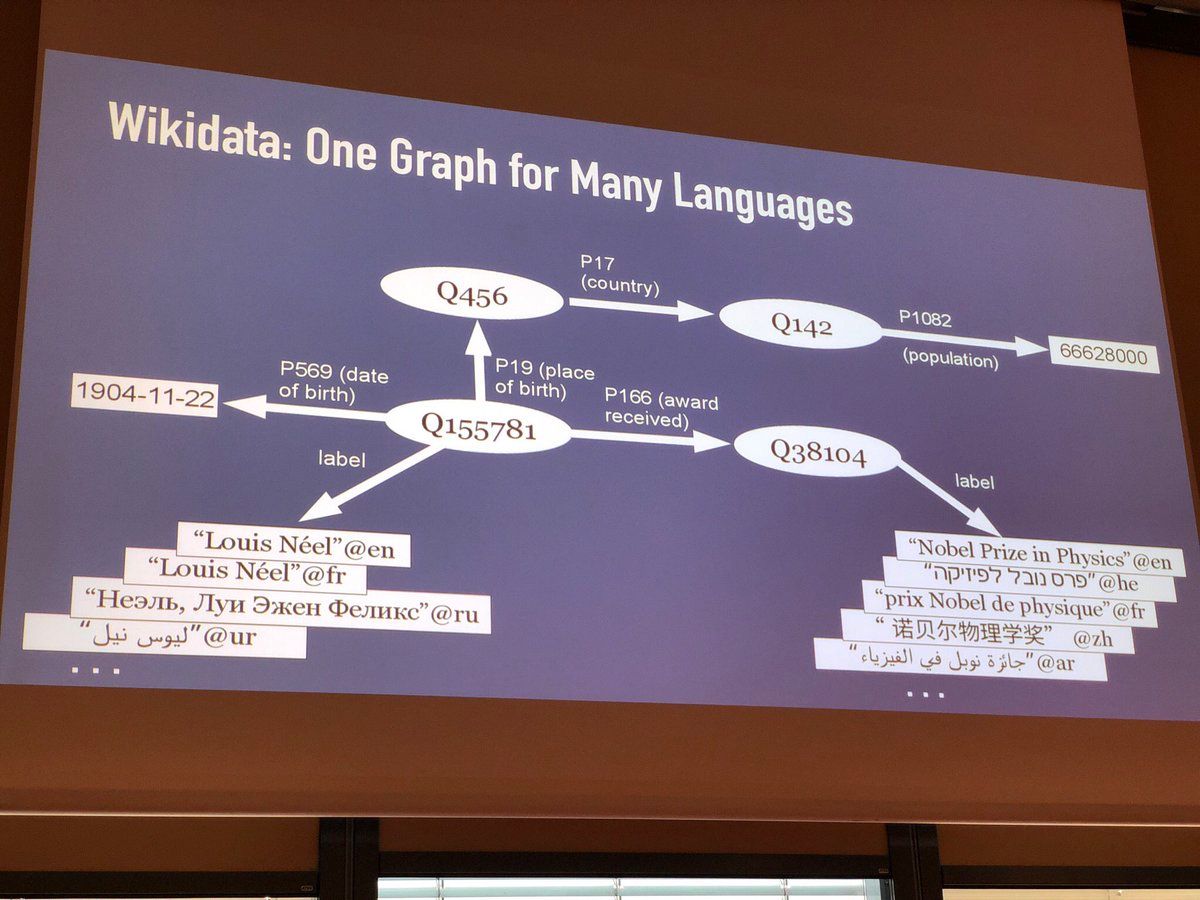 Wikidata: One Graph for Many Languages
P17
(country)
Q456
Q142
P1082
(population)
66628000
P569 (date
of birth)
P19 (place
of birth)
1904-11-22
Q155781
P166 (award
received)
Q38104
label
label
“Louis Néel”@en
“Louis Néel”@fr
“Неэль, Луи Эжен Феликс”@ru
“ليوس نيل”@ur
...
“Nobel Prize in Physics”@en
“פרס נובל לפיזיקה”@he
“prix Nobel de physique”@fr
“诺贝尔物理学奖” @zh
“جائزة نوبل في الفيزياء”@ar
...